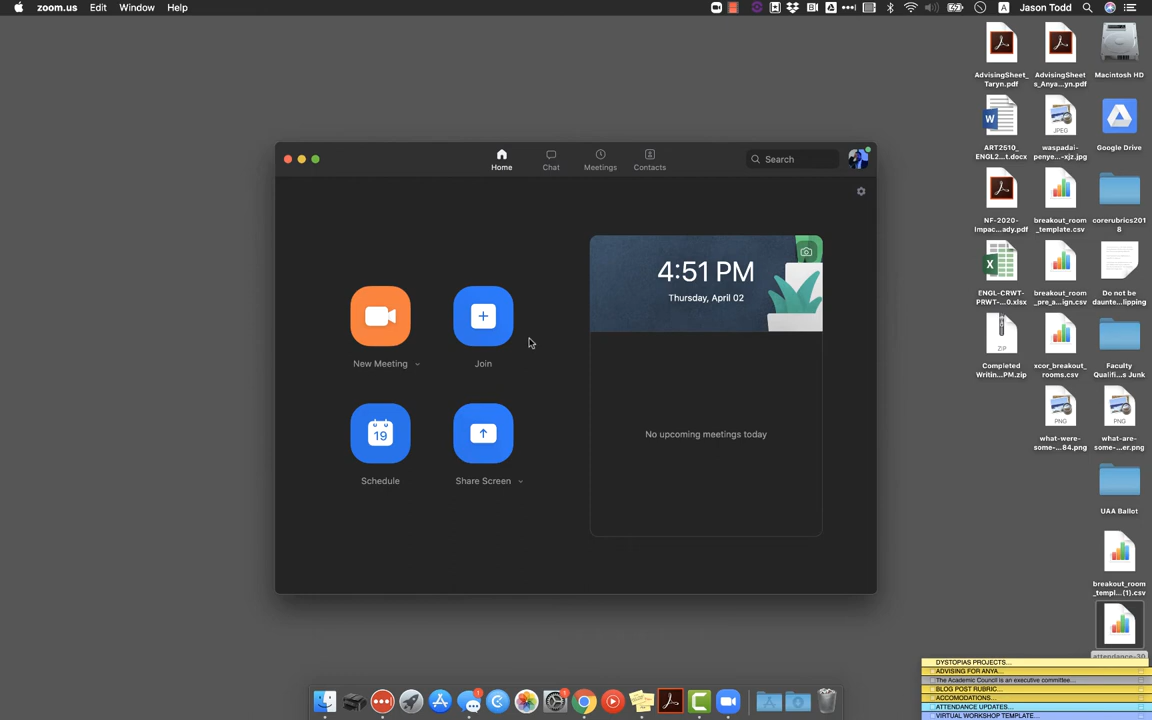 zoom.us Edit Window Help
Jason Todd
Home Chat Meetings Contacts
Search
4:51 PM
Thursday, April 02
No upcoming meetings today
New Meeting
Join
19
Schedule
Share Screen
AdvisingSheet_
Taryn.pdf
AdvisingSheet
s_Anya...yn.pdf
Macintosh HD
ART2510_
ENGL2...t.docx
JPEG
waspadai-
penye...-xjz.jpg
Google Drive
NF-2020-
Impac...ady.pdf
breakout_room
_template.csv
corerubrics201
8
ENGL-CRWT-
PRWT-...0.xlsx
breakout_room
_pre_a...ign.csv
Do not be
daunte...lipping
ZIP
Completed
Writin...PM.zip
xcor_breakout_
rooms.csv
Faculty
Qualifi...s Junk
PNG
what-were-
some-...84.png
PNG
what-are-
some-...er.png
UAA Ballot
breakout_room
_templ...(1).csv
attendance-30
DYSTOPIAS PROJECTS...
ADVISING FOR ANYA...
The Academic Council is an executive committee...
BLOG POST RUBRIC...
ACCOMODATIONS...
ATTENDANCE UPDATES...
VIRTUAL WORKSHOP TEMPLATE...